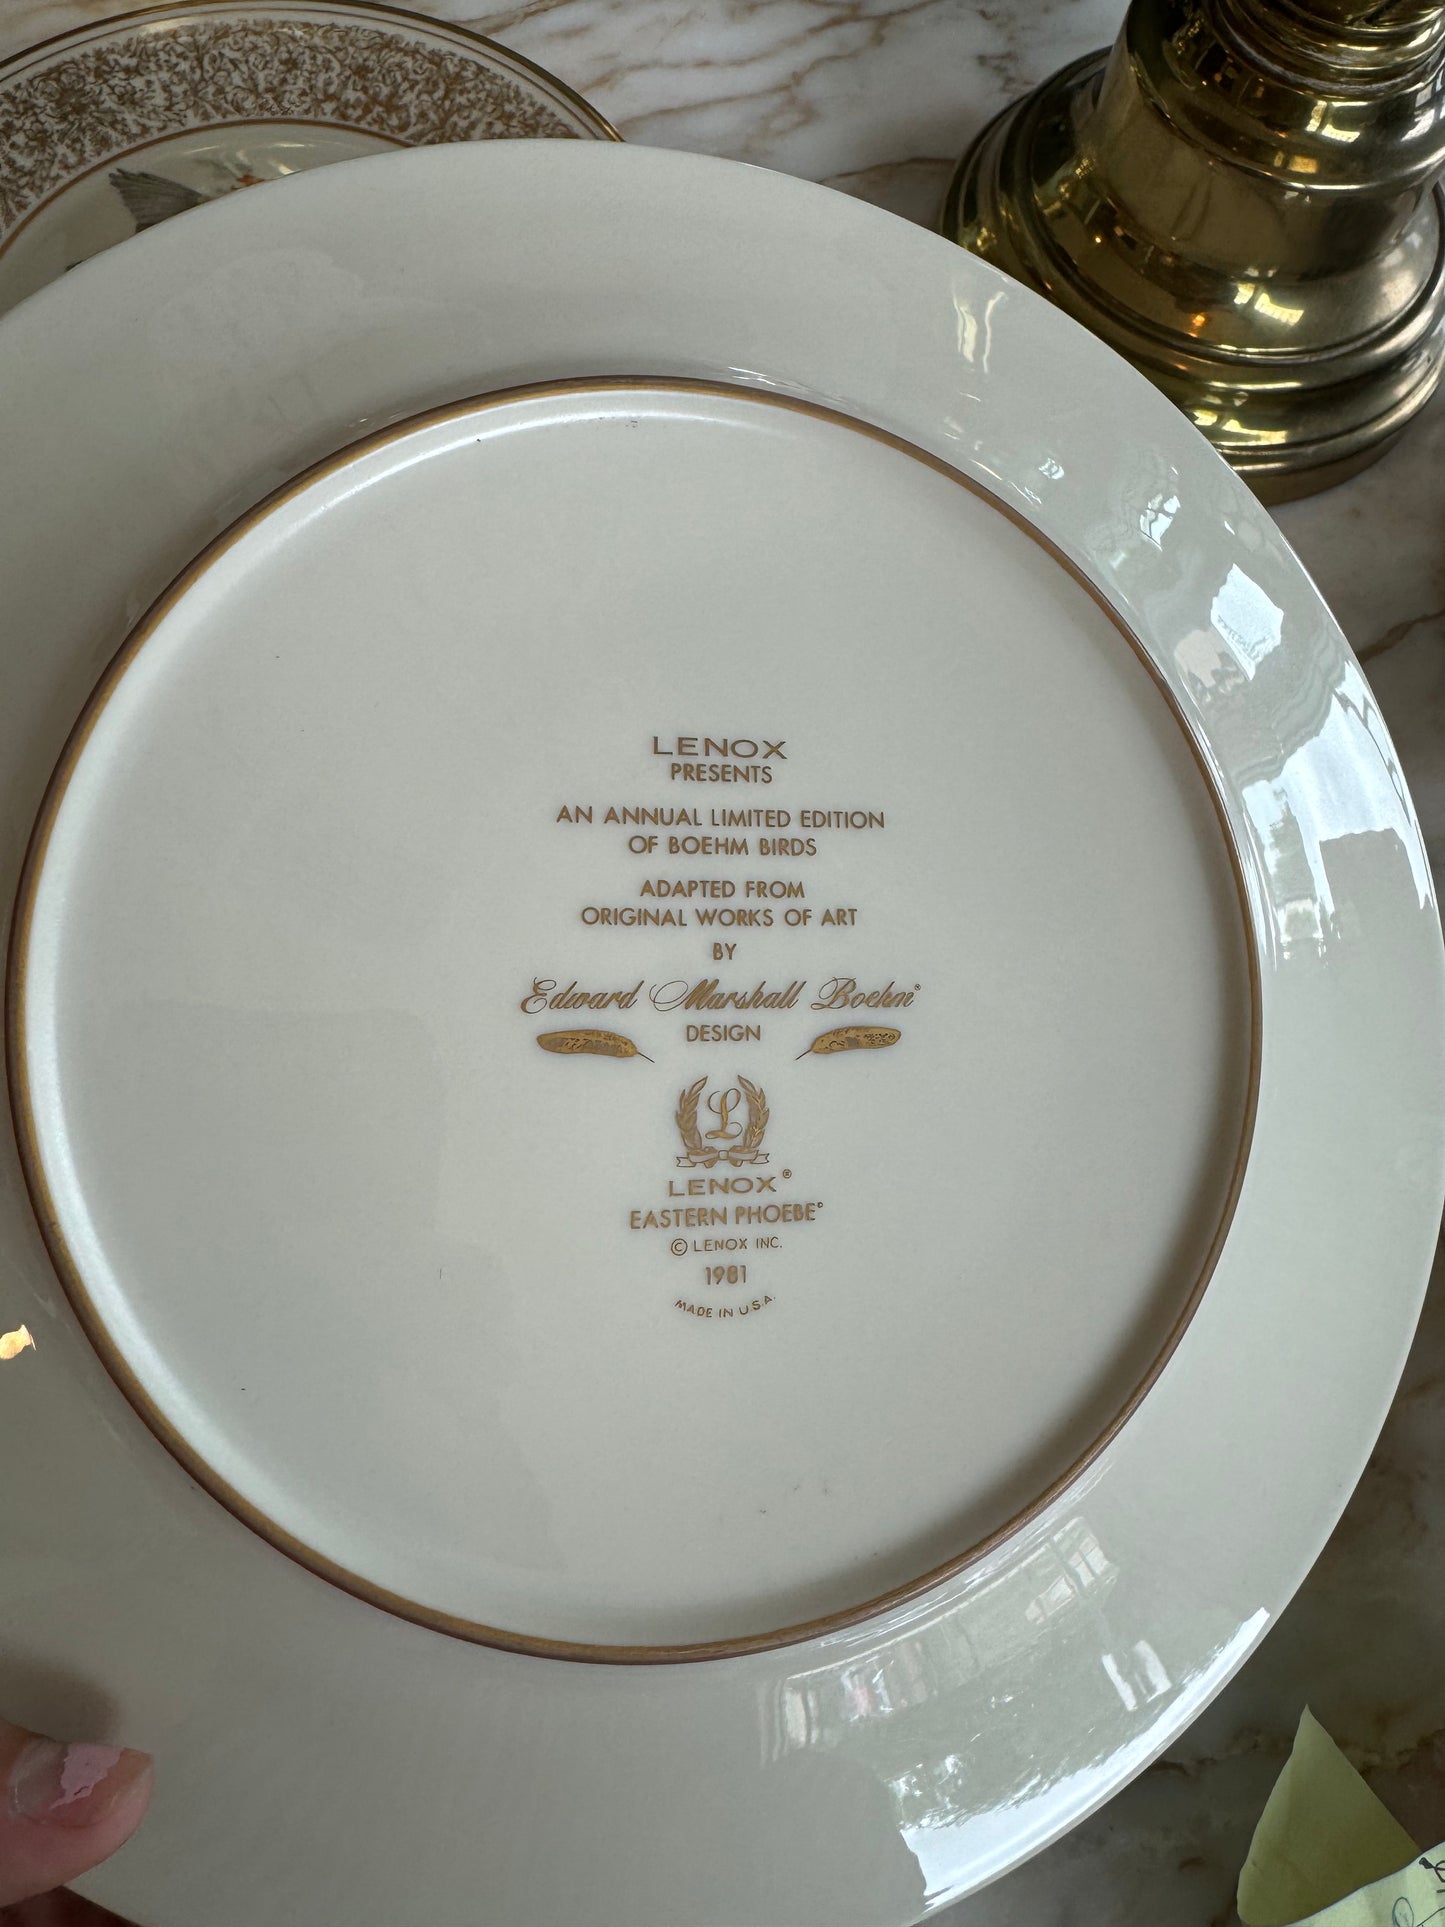 LENOX
PRESENTS
AN ANNUAL LIMITED EDITION
OF BOEHM BIRDS
ADAPTED FROM
ORIGINAL WORKS OF ART
BY
Edward Marshall Boehm®
DESIGN
L
LENOX®
EASTERN PHOEBE®
© LENOX INC.
1981
MADE IN U.S.A.